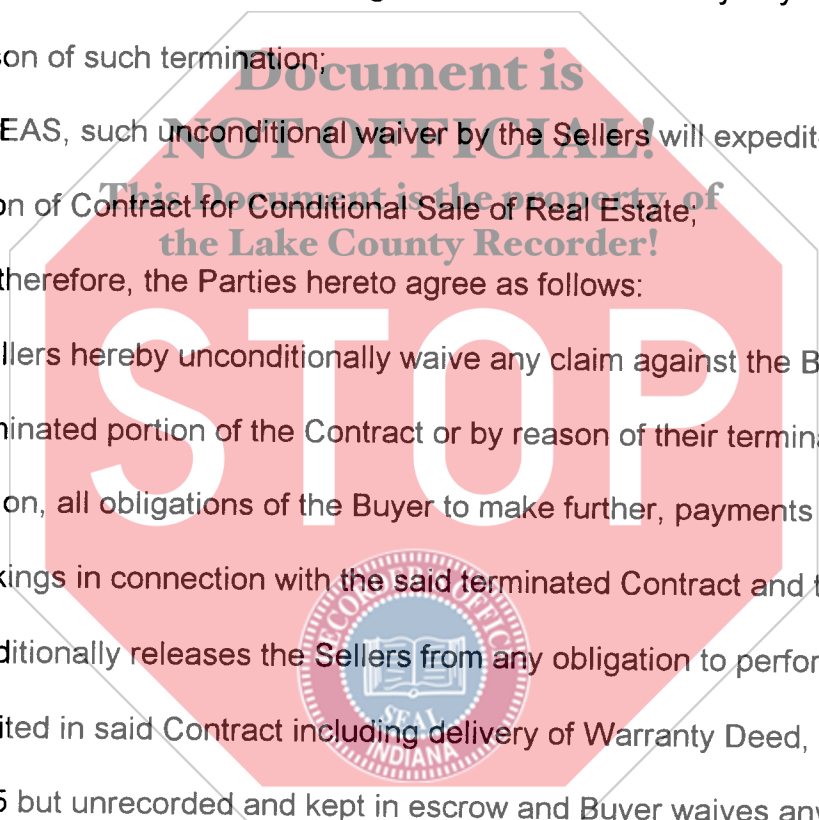 on of such termination;
Document is
EAS, such unconditional waiver by the Sellers will expedit
NOT OFFICIAL!
This Document is the property of
on of Contract for Conditional Sale of Real Estate;
the Lake County Recorder!
therefore, the Parties hereto agree as follows:
STOP
llers hereby unconditionally waive any claim against the B
ninated portion of the Contract or by reason of their termina
on, all obligations of the Buyer to make further, payments
kings in connection with the said terminated Contract and t
ditionally releases the Sellers from any obligation to perfor
ited in said Contract including delivery of Warranty Deed,
5 but unrecorded and kept in escrow and Buyer waives any
RECORDER'S OFFICE
SEAL
INDIANA